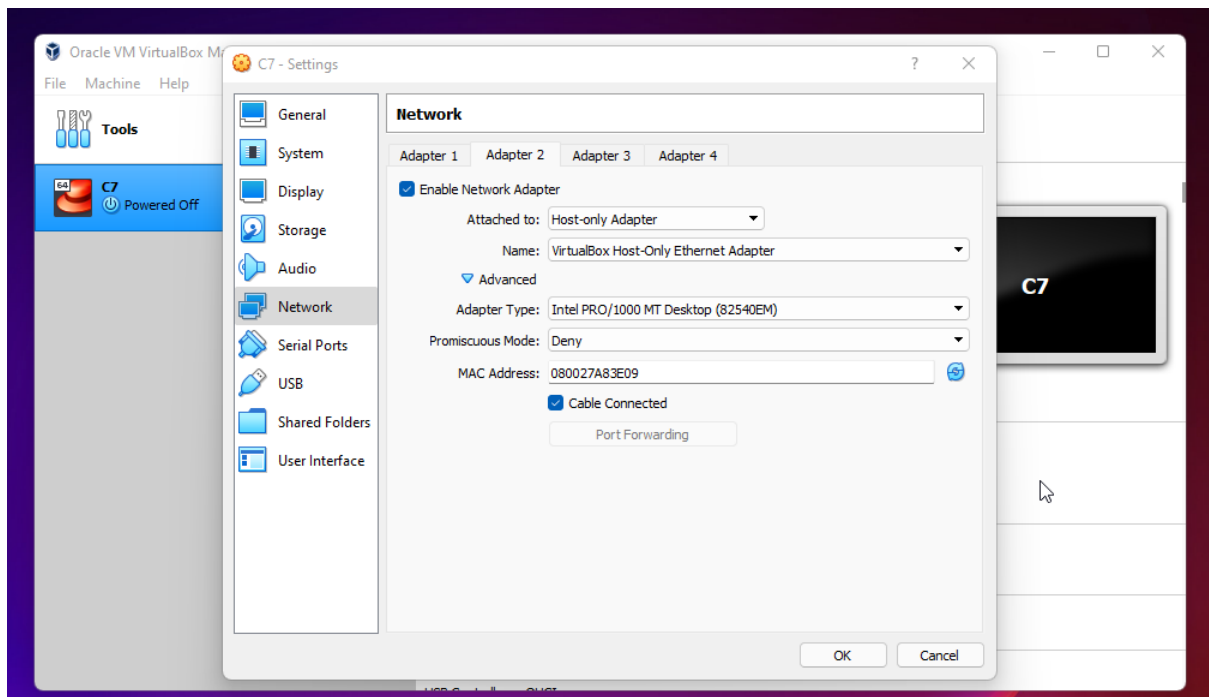 Oracle VM VirtualBox Ma
File Machine Help
Tools
64
C7
Powered Off
C7 - Settings
?
General
System
Display
Storage
Audio
Network
Serial Ports
USB
Shared Folders
User Interface
Network
Adapter 1 Adapter 2 Adapter 3 Adapter 4
Enable Network Adapter
Attached to: Host-only Adapter
Name: VirtualBox Host-Only Ethernet Adapter
Advanced
Adapter Type: Intel PRO/1000 MT Desktop (82540EM)
Promiscuous Mode: Deny
MAC Address: 080027A83E09
Cable Connected
Port Forwarding
OK Cancel
C7